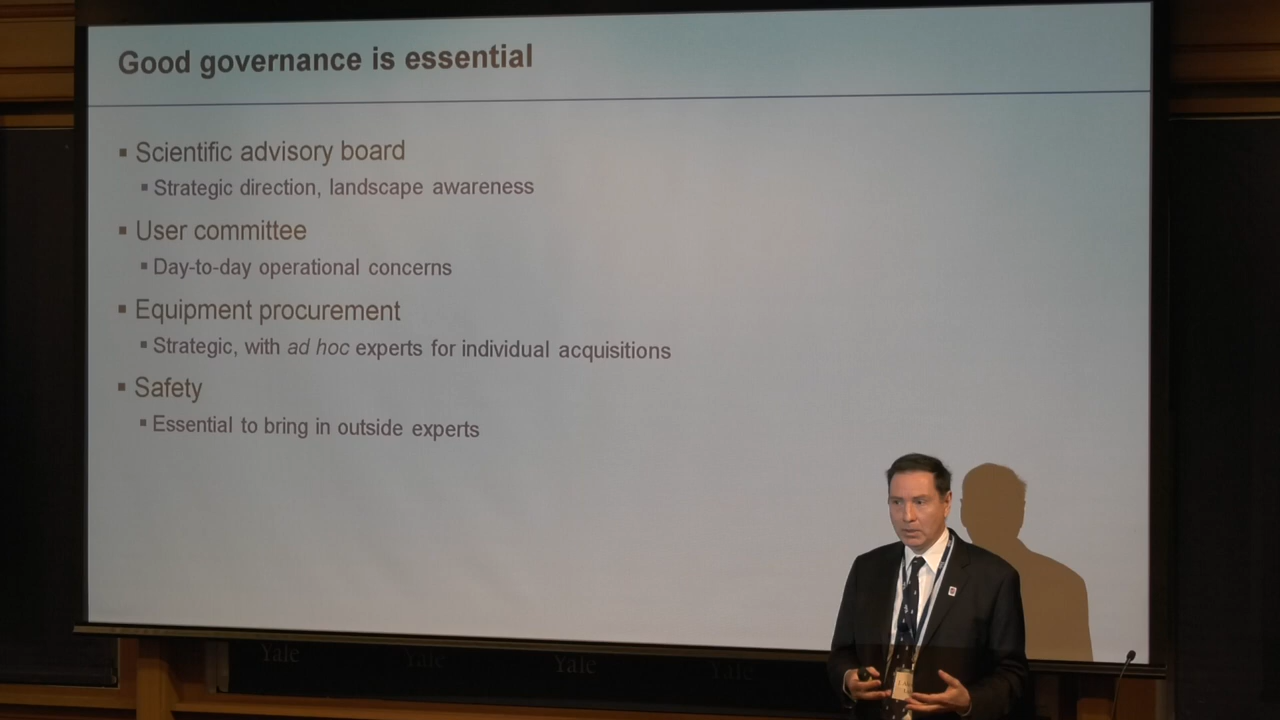 Good governance is essential
▪ Scientific advisory board
▪ Strategic direction, landscape awareness
▪ User committee
▪ Day-to-day operational concerns
▪ Equipment procurement
▪ Strategic, with ad hoc experts for individual acquisitions
▪ Safety
▪ Essential to bring in outside experts
Yale Yale Yale Yale